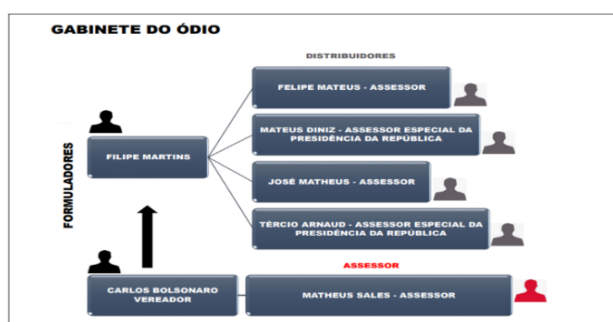 GABINETE DO ÓDIO
DISTRIBUIDORES
FELIPE MATEUS - ASSESSOR
MATEUS DINIZ - ASSESSOR ESPECIAL DA
PRESIDÊNCIA DA REPÚBLICA
FORMULADORES
FILIPE MARTINS
JOSÉ MATHEUS - ASSESSOR
TÉRCIO ARNAUD - ASSESSOR ESPECIAL DA
PRESIDÊNCIA DA REPÚBLICA
ASSESSOR
CARLOS BOLSONARO
VEREADOR
MATHEUS SALES - ASSESSOR